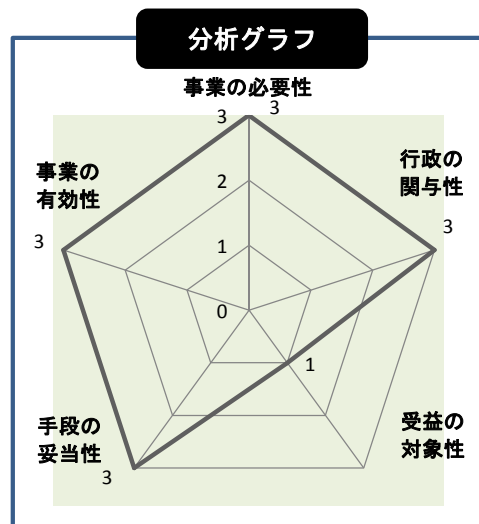 分析グラフ
事業の必要性
3
3
行政の
関与性
3
事業の
有効性
3
2
1
0
1
手段の
妥当性
3
受益の
対象性